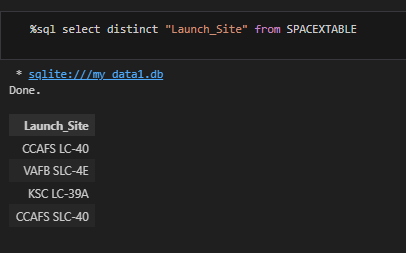 %sql select distinct "Launch_Site" from SPACEXTABLE
* sqlite:///my_data1.db
Done.
Launch_Site
CCAFS LC-40
VAFB SLC-4E
KSC LC-39A
CCAFS SLC-40